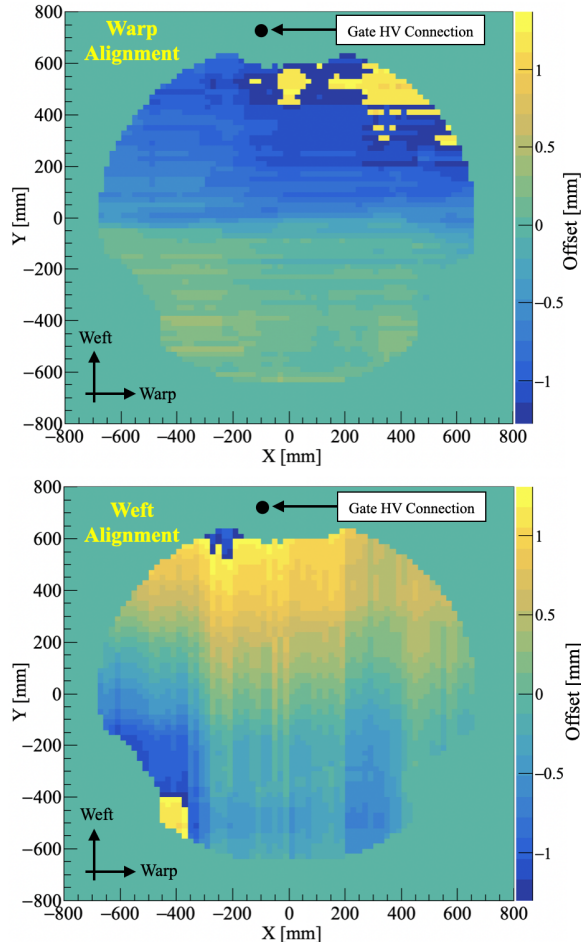 Warp
Alignment
Gate HV Connection
800
600
400
200
0
−200
−400
−600
−800
Y [mm]
Weft
Warp
−800 −600 −400 −200 0 200 400 600 800
X [mm]
1
0.5
0
−0.5
−1
Offset [mm]
Weft
Alignment
Gate HV Connection
800
600
400
200
0
−200
−400
−600
−800
Y [mm]
Weft
Warp
−800 −600 −400 −200 0 200 400 600 800
X [mm]
1
0.5
0
−0.5
−1
Offset [mm]